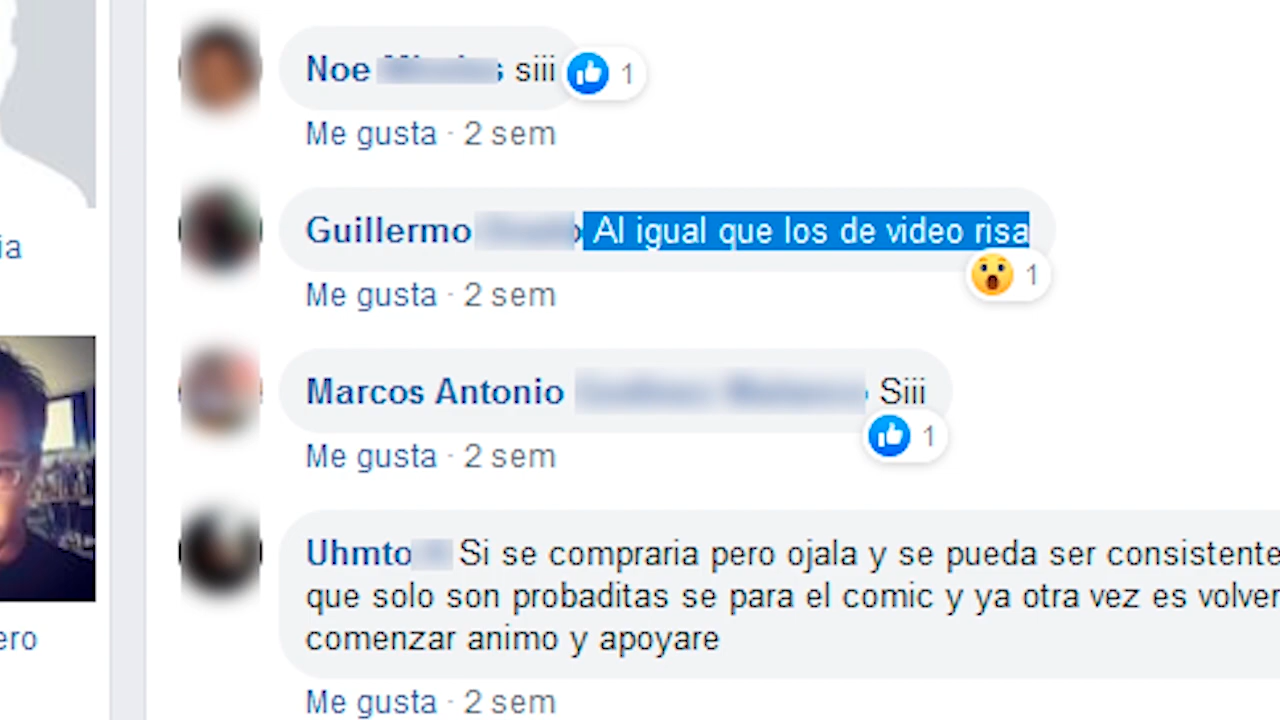 Noe siii 1
Me gusta · 2 sem
Guillermo Al igual que los de video risa
1
Me gusta · 2 sem
ia
Marcos Antonio Siii
1
Me gusta · 2 sem
Uhmto Si se compraria pero ojala y se pueda ser consistente
que solo son probaditas se para el comic y ya otra vez es volver
comenzar animo y apoyare
ero
Me gusta · 2 sem